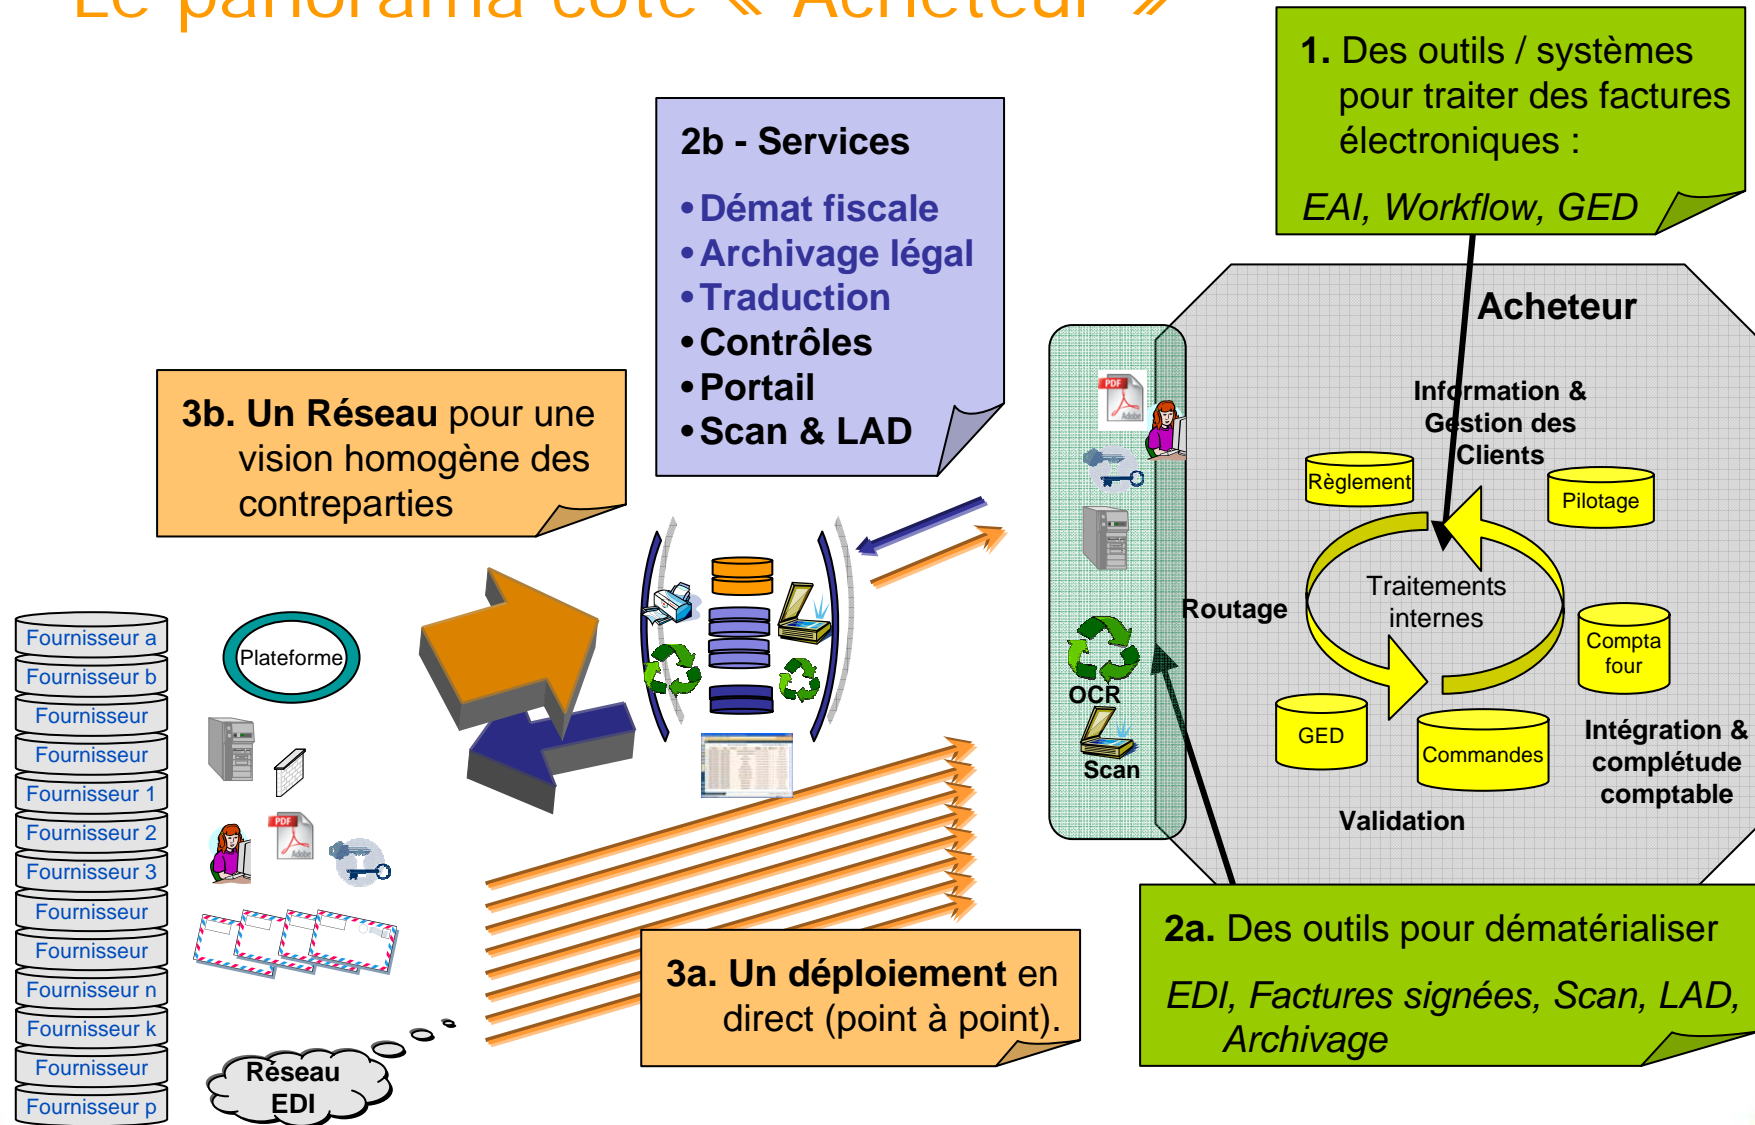 Le panorama côté « Acheteur »
1. Des outils / systèmes
pour traiter des factures
électroniques :
EAI, Workflow, GED
2b - Services
•Démat fiscale
•Archivage légal
•Traduction
•Contrôles
•Portail
•Scan & LAD
3b. Un Réseau pour une
vision homogène des
contreparties
Acheteur
Information &
Gestion des
Clients
Règlement
Pilotage
Traitements
internes
Routage
Compta
four
GED
Commandes
Intégration &
complétude
comptable
Validation
PDF
Adobe
OCR
Scan
Fournisseur a
Fournisseur b
Fournisseur
Fournisseur
Fournisseur 1
Fournisseur 2
Fournisseur 3
Fournisseur
Fournisseur
Fournisseur n
Fournisseur k
Fournisseur
Fournisseur p
Plateforme
PDF
Adobe
Réseau
EDI
3a. Un déploiement en
direct (point à point).
2a. Des outils pour dématérialiser
EDI, Factures signées, Scan, LAD,
Archivage